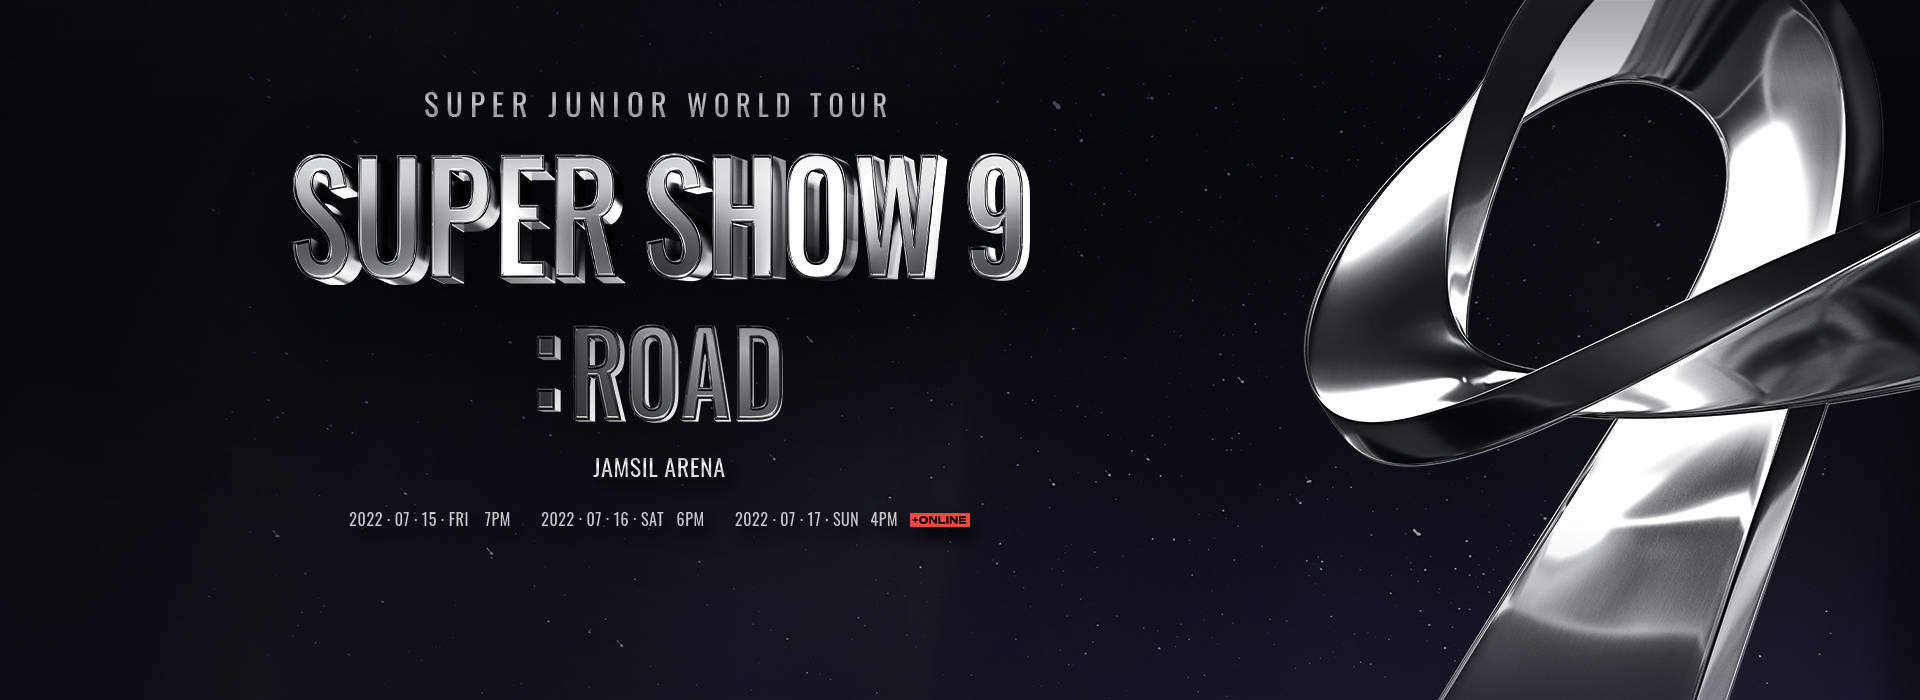 SUPER JUNIOR WORLD TOUR
SUPER SHOW 9
:ROAD
JAMSIL ARENA
2022 · 07 · 15 · FRI 7PM 2022 · 07 · 16 · SAT 6PM 2022 · 07 · 17 · SUN 4PM +ONLINE